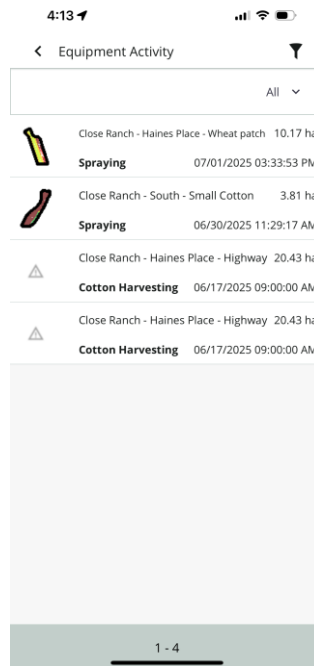 4:13
Equipment Activity
All
Close Ranch - Haines Place - Wheat patch 10.17 ha
Spraying 07/01/2025 03:33:53 PM
Close Ranch - South - Small Cotton 3.81 ha
Spraying 06/30/2025 11:29:17 AM
Close Ranch - Haines Place - Highway 20.43 ha
Cotton Harvesting 06/17/2025 09:00:00 AM
Close Ranch - Haines Place - Highway 20.43 ha
Cotton Harvesting 06/17/2025 09:00:00 AM
1 - 4